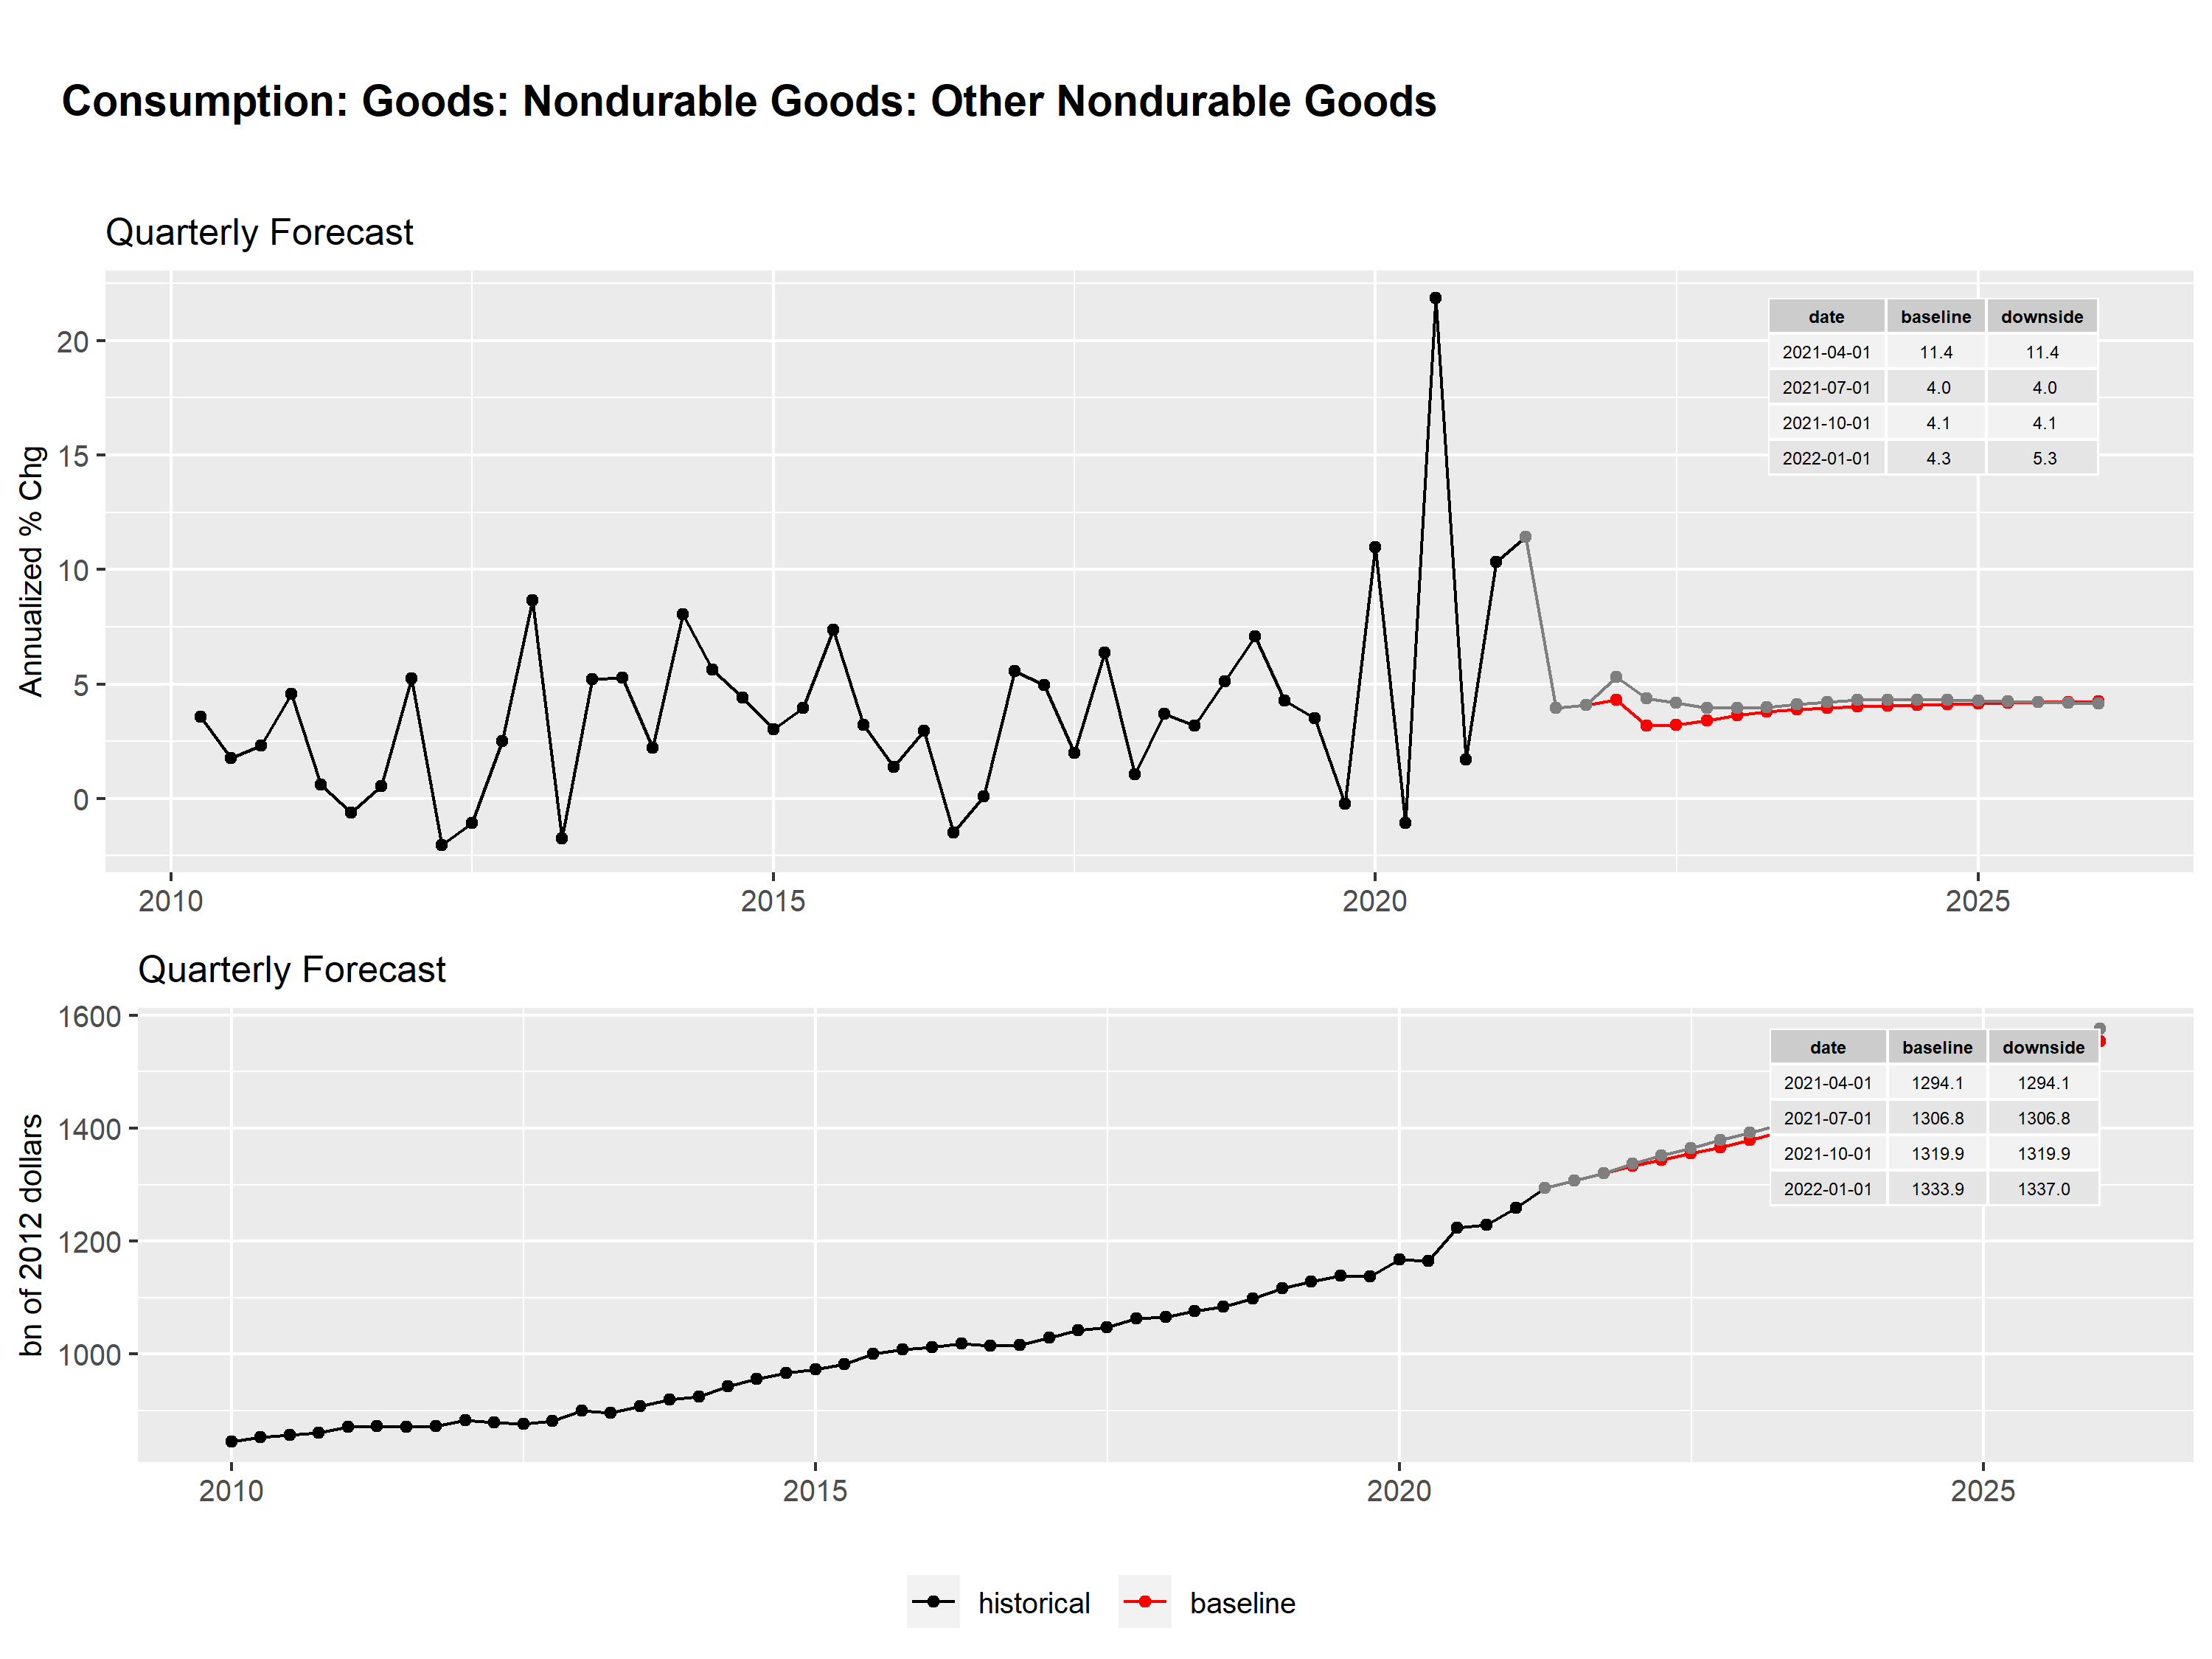 Consumption: Goods: Nondurable Goods: Other Nondurable Goods
Quarterly Forecast
Annualized % Chg
20
15
10
5
0
date baseline downside
2021-04-01 11.4 11.4
2021-07-01 4.0 4.0
2021-10-01 4.1 4.1
2022-01-01 4.3 5.3
2010 2015 2020 2025
Quarterly Forecast
bn of 2012 dollars
1600
1400
1200
1000
date baseline downside
2021-04-01 1294.1 1294.1
2021-07-01 1306.8 1306.8
2021-10-01 1319.9 1319.9
2022-01-01 1333.9 1337.0
2010 2015 2020 2025
historical baseline